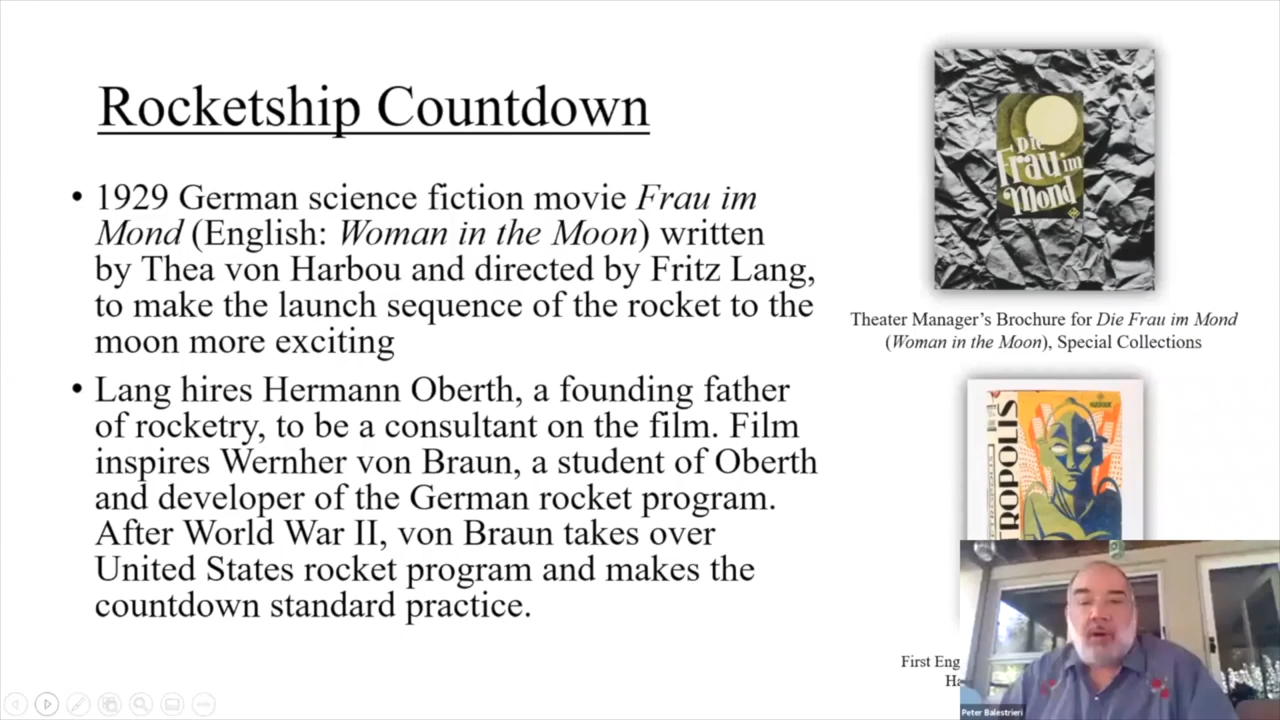 Rocketship Countdown
• 1929 German science fiction movie Frau im
Mond (English: Woman in the Moon) written
by Thea von Harbou and directed by Fritz Lang,
to make the launch sequence of the rocket to the
moon more exciting
• Lang hires Hermann Oberth, a founding father
of rocketry, to be a consultant on the film. Film
inspires Wernher von Braun, a student of Oberth
and developer of the German rocket program.
After World War II, von Braun takes over
United States rocket program and makes the
countdown standard practice.
Die
Frau im
Mond
Theater Manager’s Brochure for Die Frau im Mond
(Woman in the Moon), Special Collections
TROPOLIS
First Eng
Ha
Peter Balestrieri